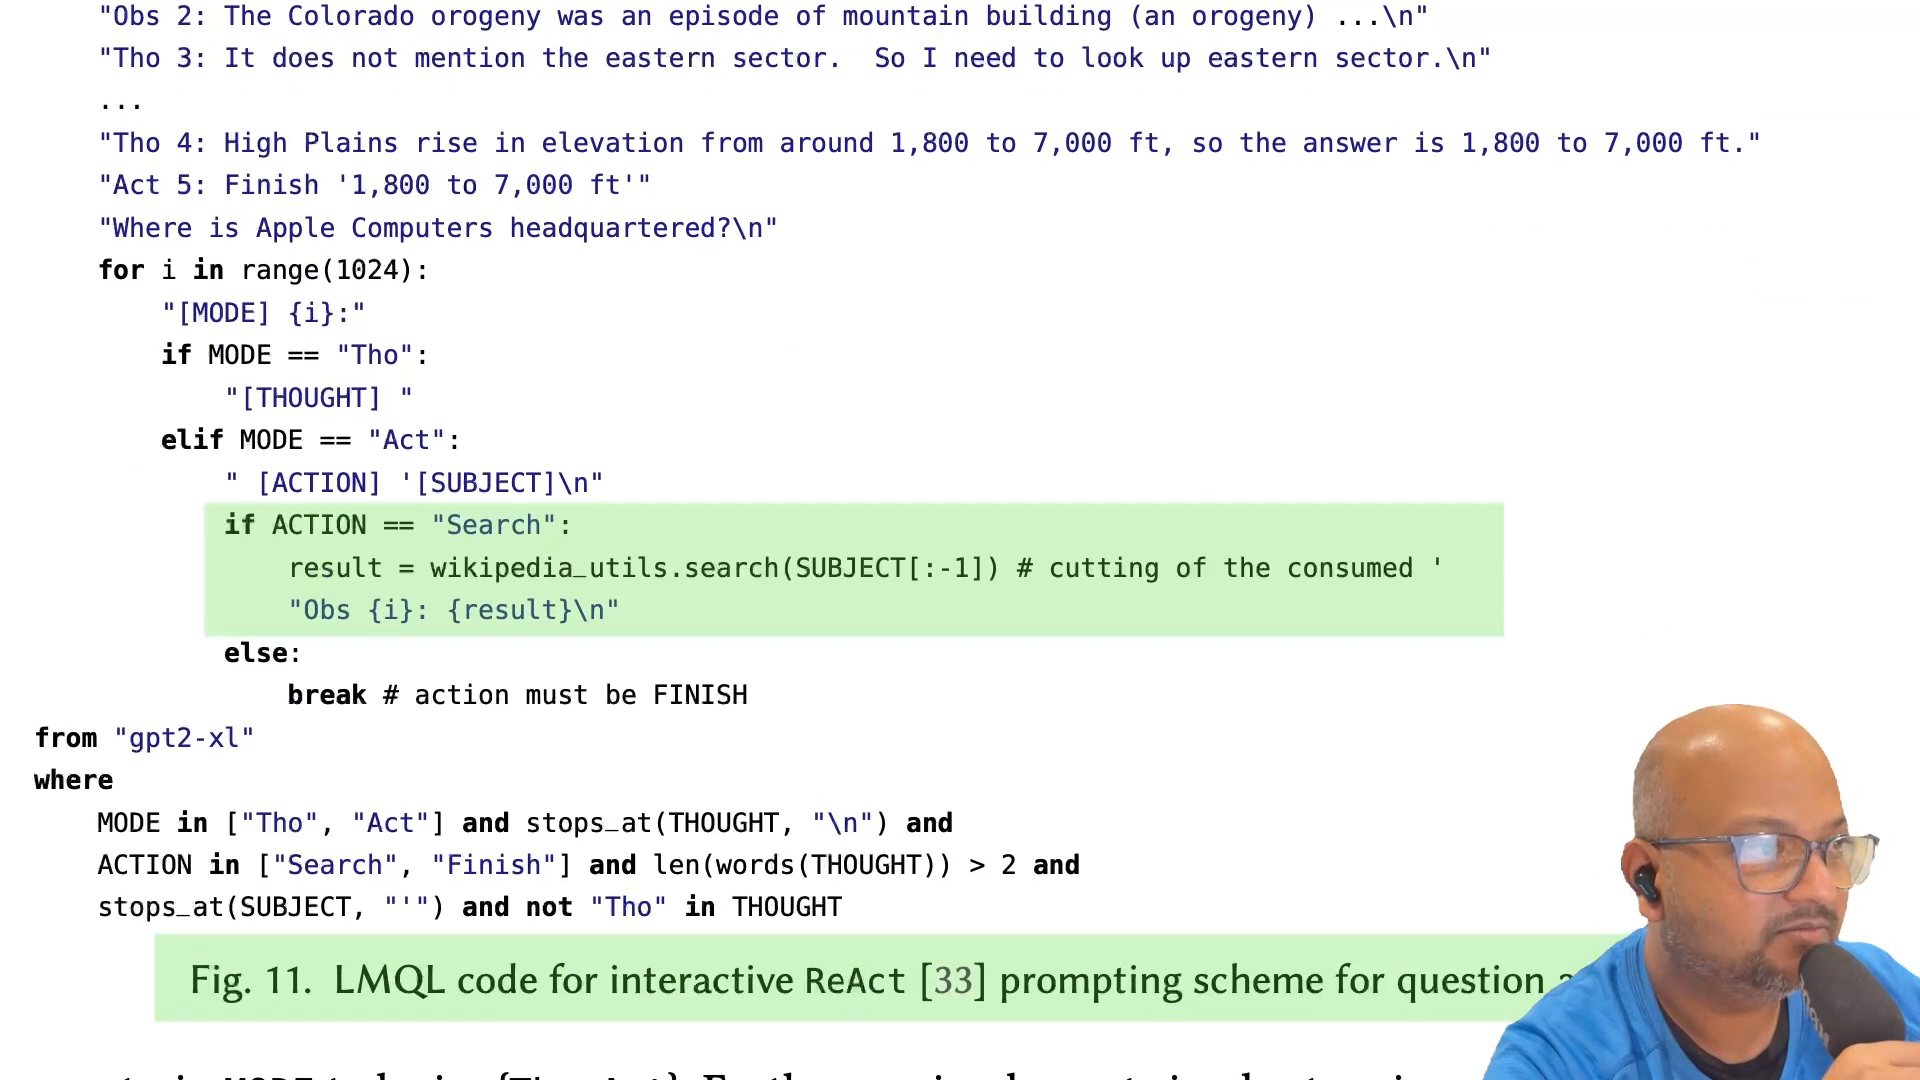 "Obs 2: The Colorado orogeny was an episode of mountain building (an orogeny) ...\n"
"Tho 3: It does not mention the eastern sector.  So I need to look up eastern sector.\n"
...
"Tho 4: High Plains rise in elevation from around 1,800 to 7,000 ft, so the answer is 1,800 to 7,000 ft."
"Act 5: Finish '1,800 to 7,000 ft'"
"Where is Apple Computers headquartered?\n"
for i in range(1024):
"[MODE] {i}:"
if MODE == "Tho":
"[THOUGHT] "
elif MODE == "Act":
" [ACTION] '[SUBJECT]\n"
if ACTION == "Search":
result = wikipedia_utils.search(SUBJECT[:-1]) # cutting of the consumed '
"Obs {i}: {result}\n"
else:
break # action must be FINISH
from "gpt2-xl"
where
MODE in ["Tho", "Act"] and stops_at(THOUGHT, "\n") and
ACTION in ["Search", "Finish"] and len(words(THOUGHT)) > 2 and
stops_at(SUBJECT, "'") and not "Tho" in THOUGHT
Fig. 11. LMQL code for interactive ReAct [33] prompting scheme for question